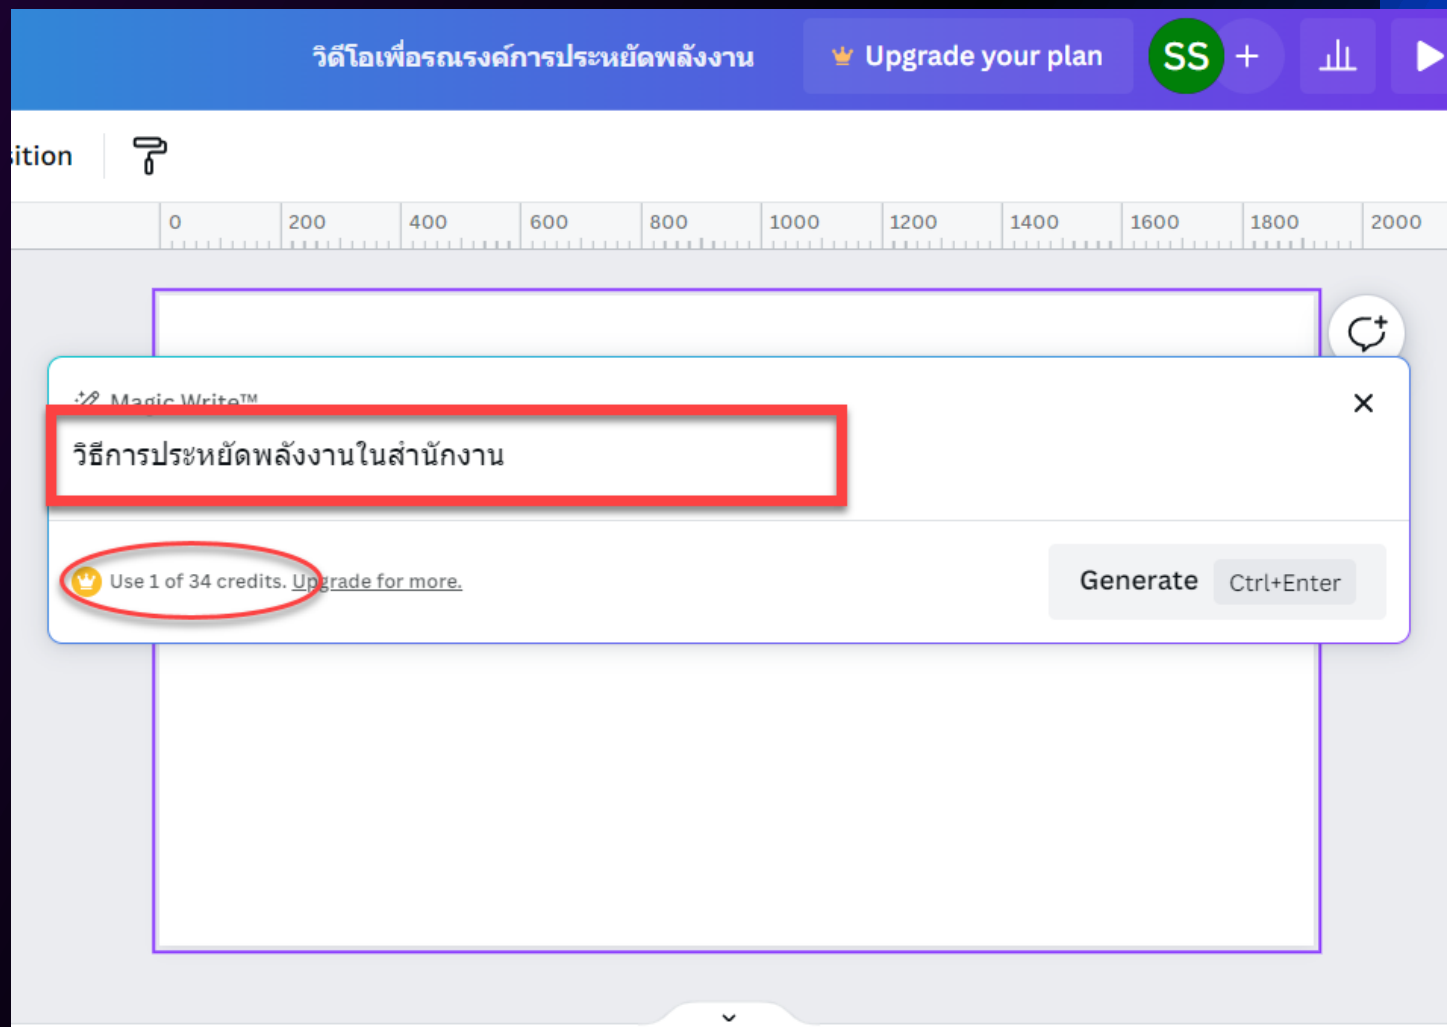 วิดีโอเพื่อรณรงค์การประหยัดพลังงาน
Upgrade your plan
SS
ition
0 200 400 600 800 1000 1200 1400 1600 1800 2000
Magic Write™
วิธีการประหยัดพลังงานในสำนักงาน
Use 1 of 34 credits. Upgrade for more.
Generate Ctrl+Enter